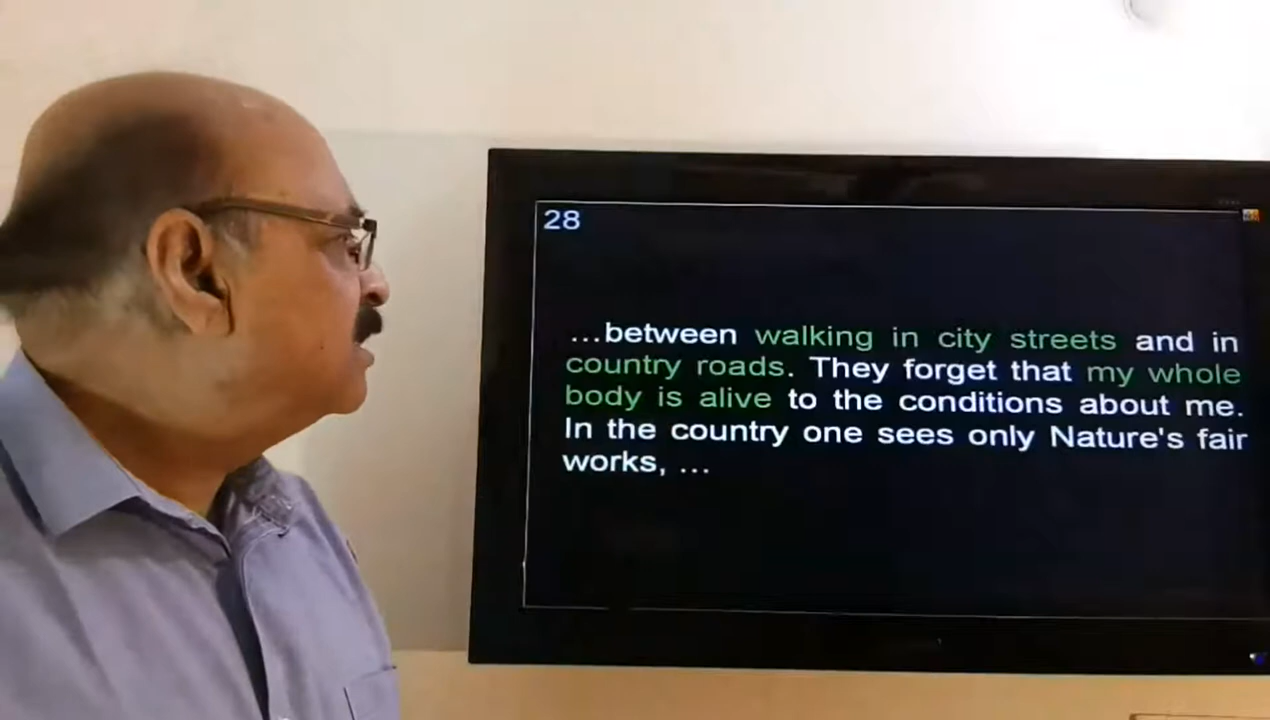 28
...between walking in city streets and in
country roads. They forget that my whole
body is alive to the conditions about me.
In the country one sees only Nature's fair
works, ...